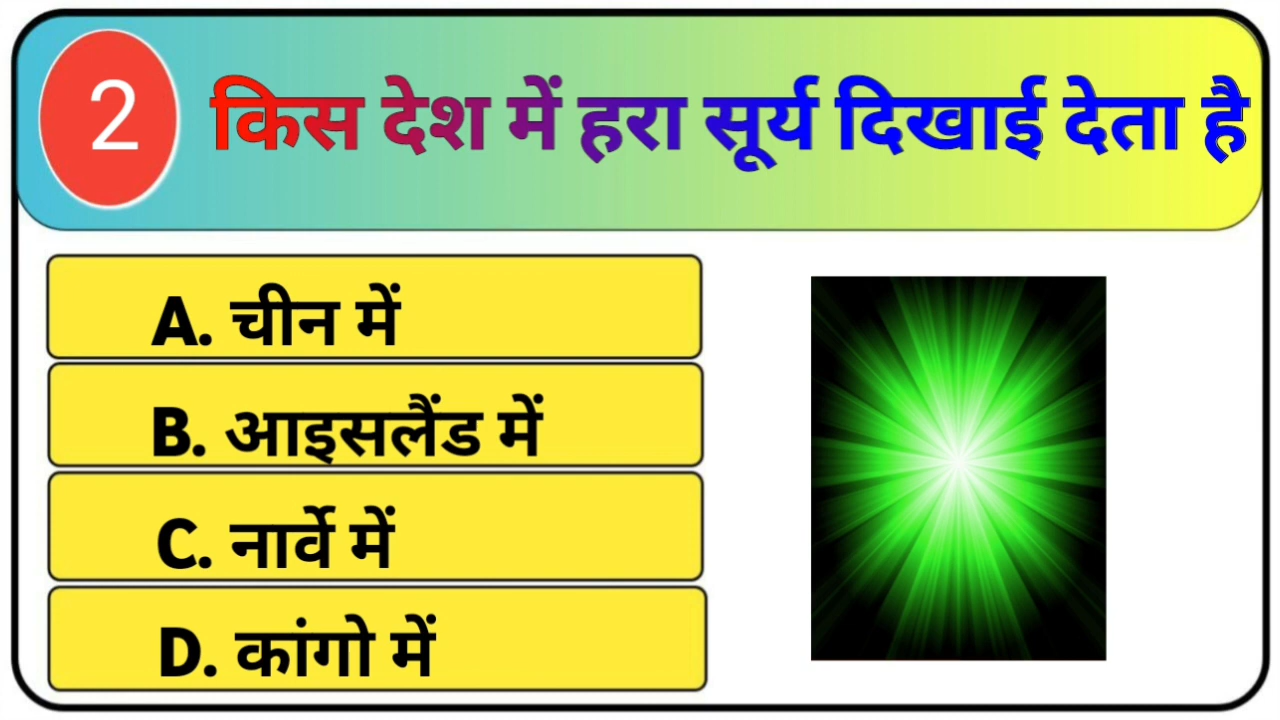 2 किस देश में हरा सूर्य दिखाई देता है
A. चीन में
B. आइसलैंड में
C. नार्वे में
D. कांगो में